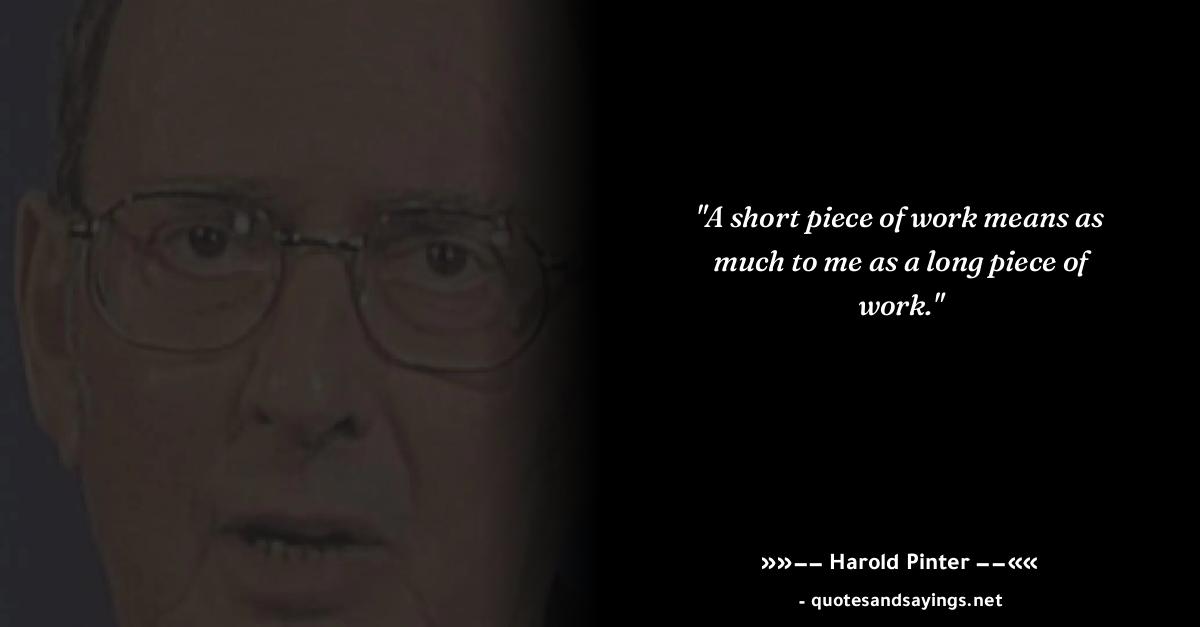 "A short piece of work means as
much to me as a long piece of
work."
»»−− Harold Pinter −−««
- quotesandsayings.net